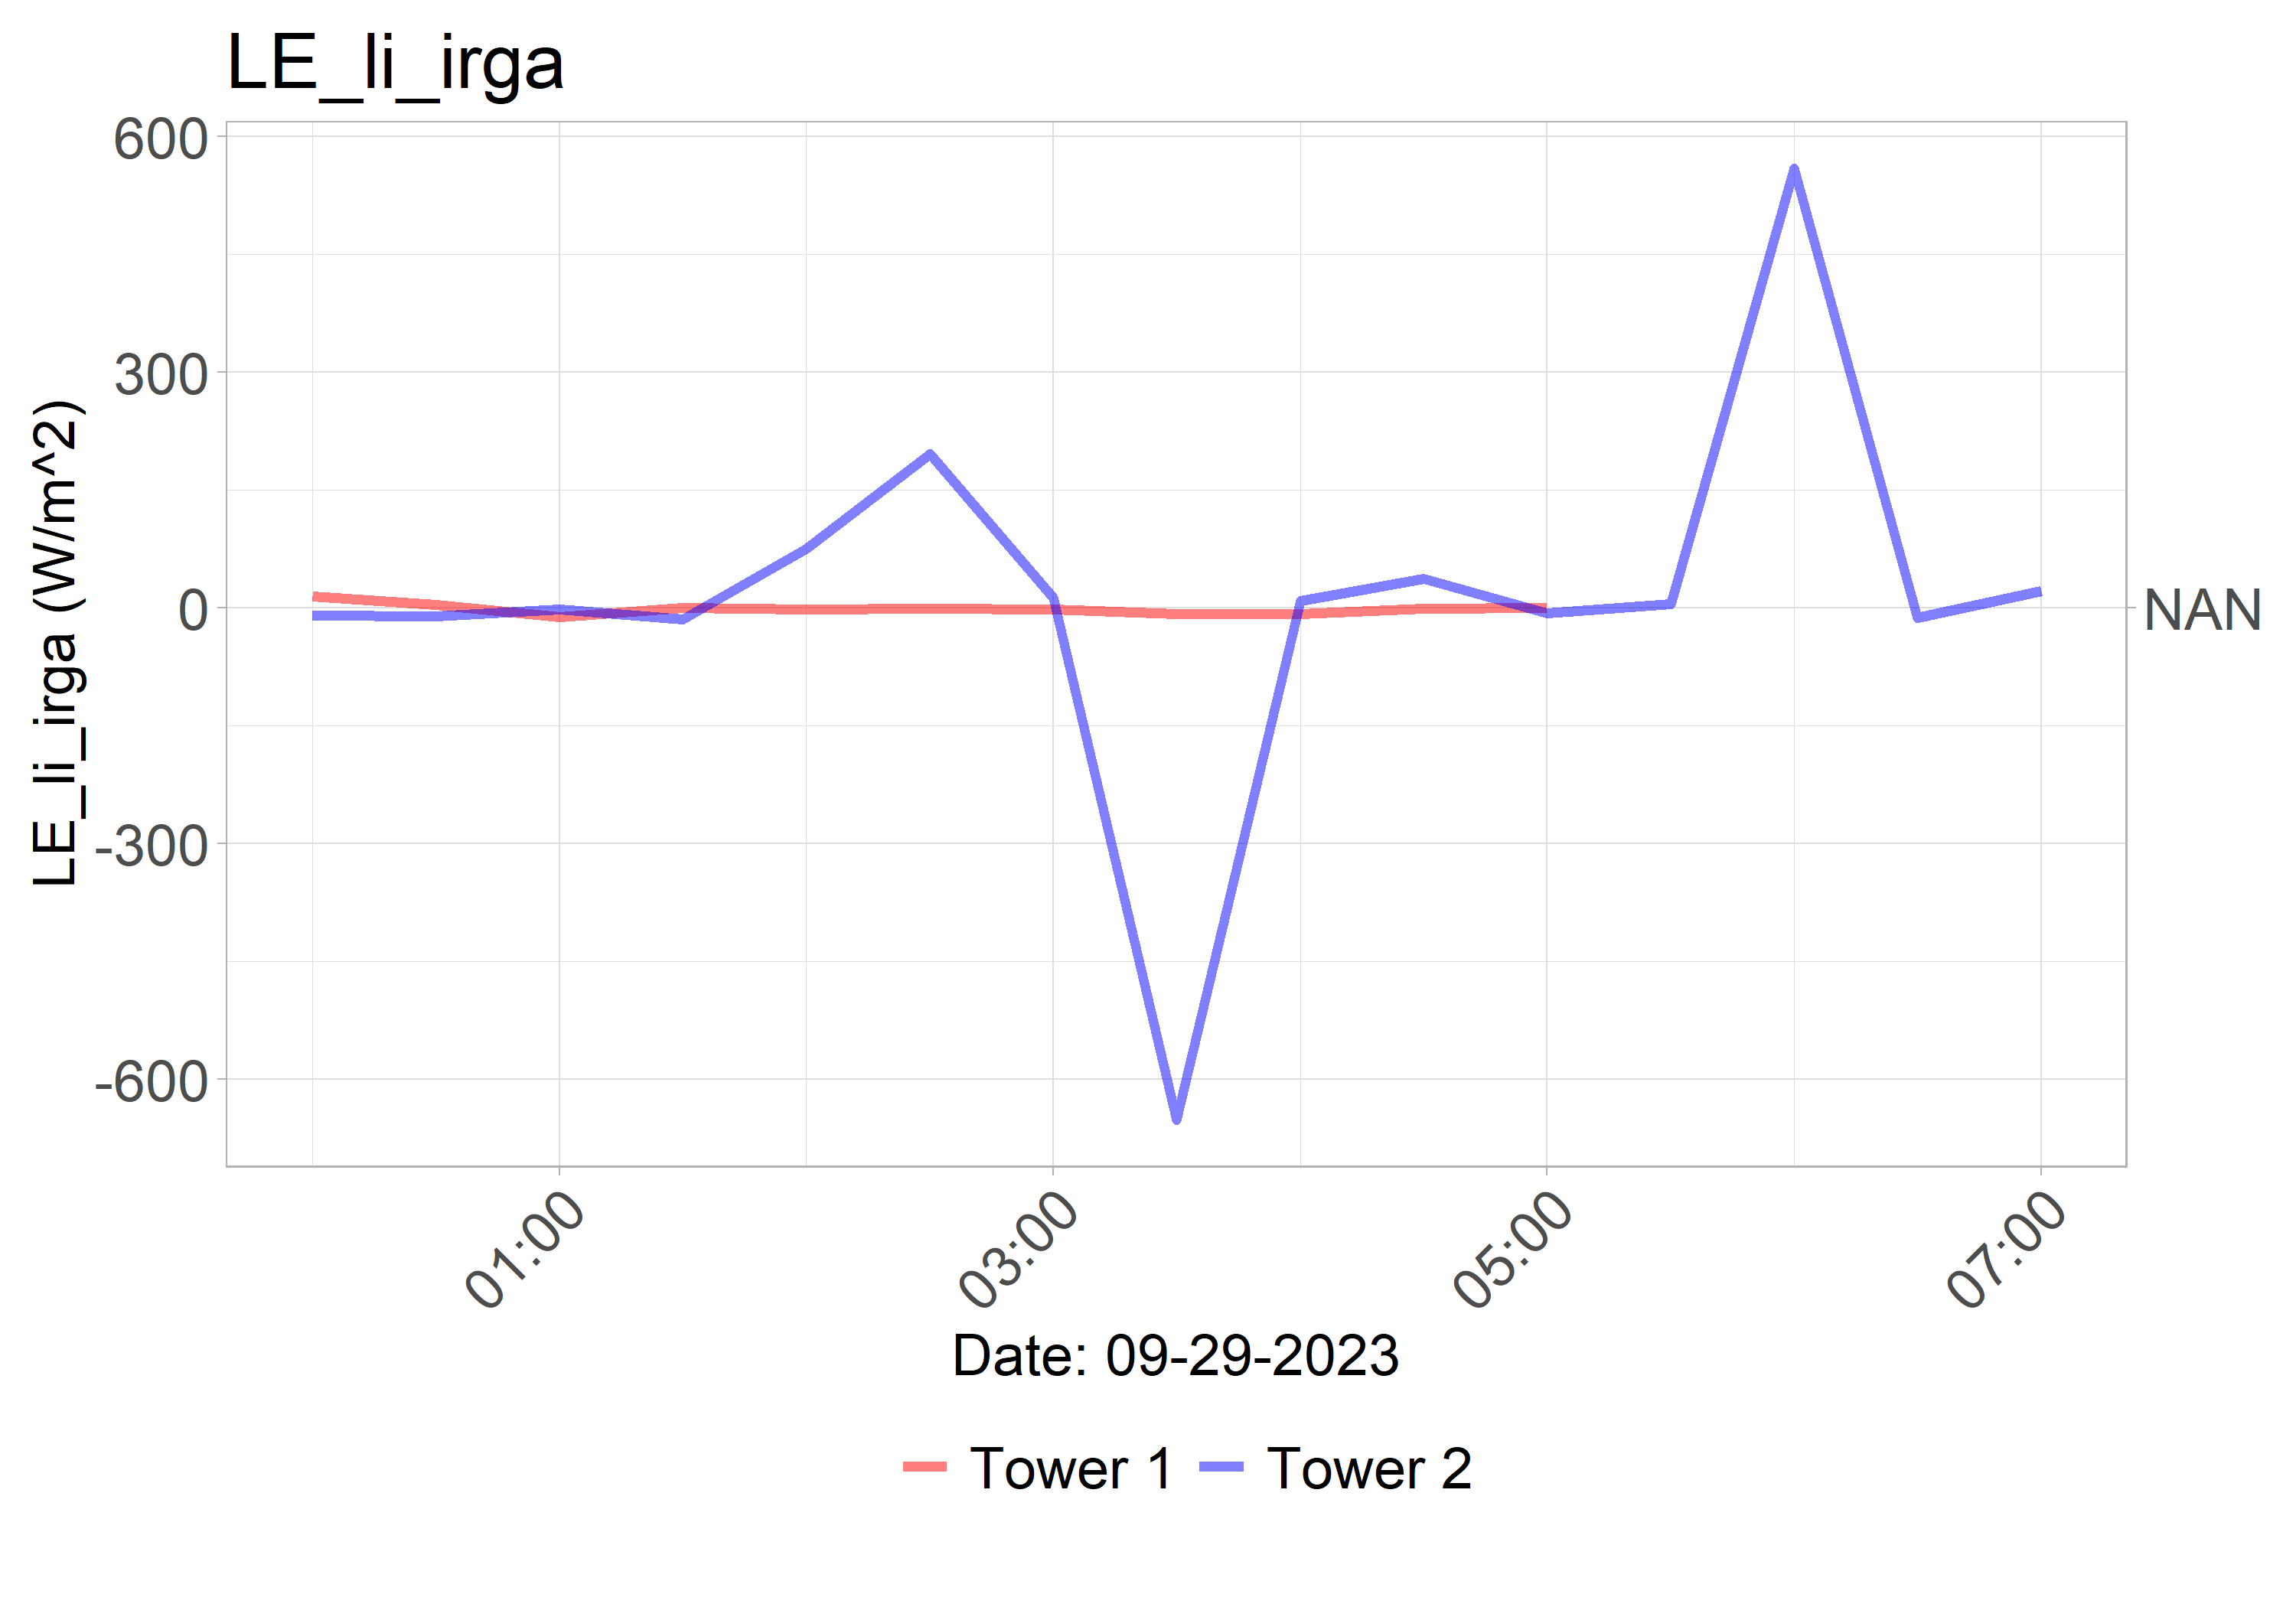 LE_li_irga
600
300
0
-300
-600
LE_li_irga (W/m^2)
NAN
01:00
03:00
05:00
07:00
Date: 09-29-2023
Tower 1 Tower 2